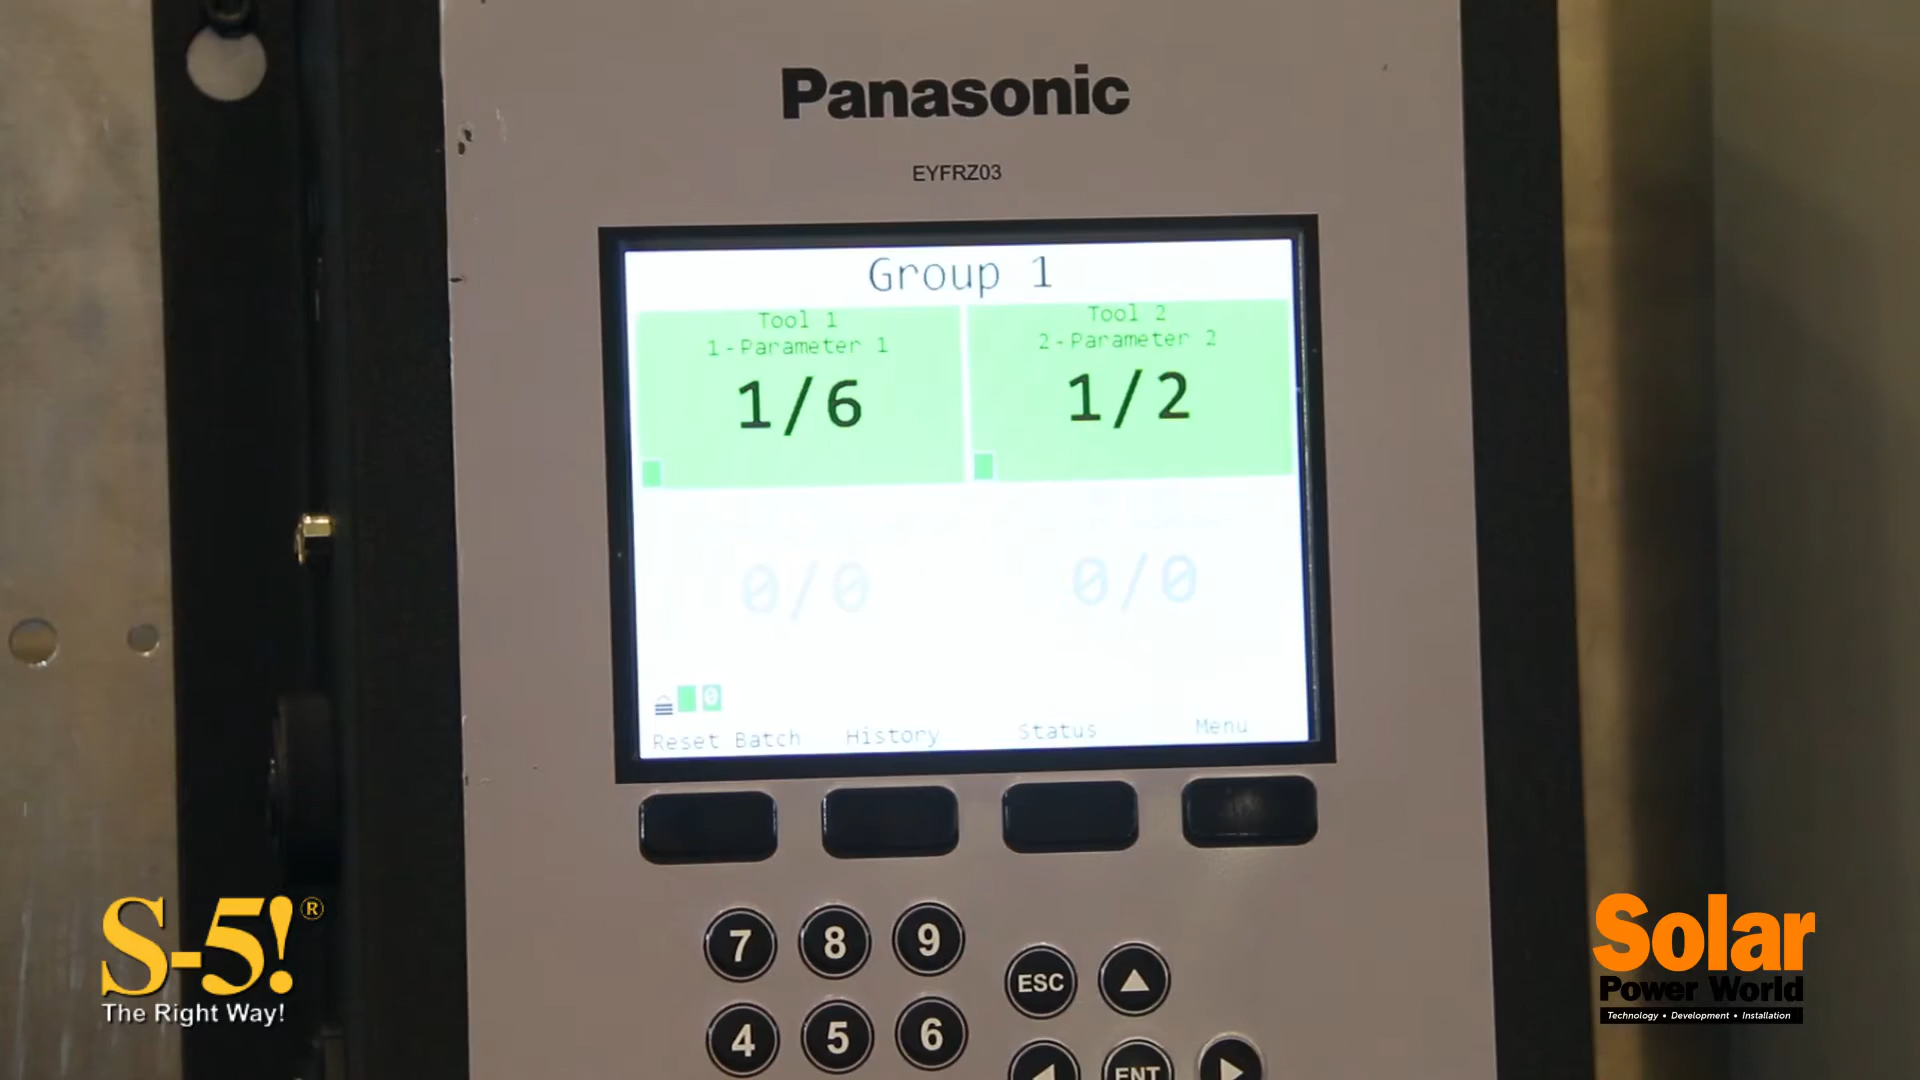 Panasonic
EYFRZ03
Group 1
Tool 1
1-Parameter 1
1/6
Tool 2
2-Parameter 2
1/2
0/0
0/0
0
Reset Batch
History
Status
Menu
7
8
9
ESC
4
5
6
ENT
S-5!®
The Right Way!
Solar
Power World
Technology • Development • Installation